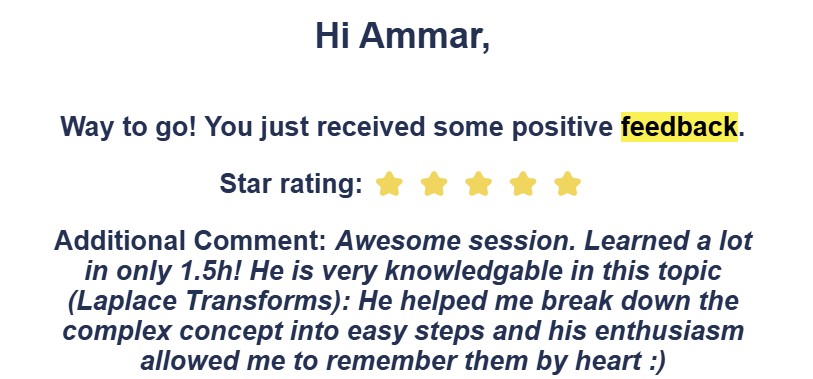 Hi Ammar,
Way to go! You just received some positive feedback.
Star rating:
Additional Comment: Awesome session. Learned a lot
in only 1.5h! He is very knowledgable in this topic
(Laplace Transforms): He helped me break down the
complex concept into easy steps and his enthusiasm
allowed me to remember them by heart :)